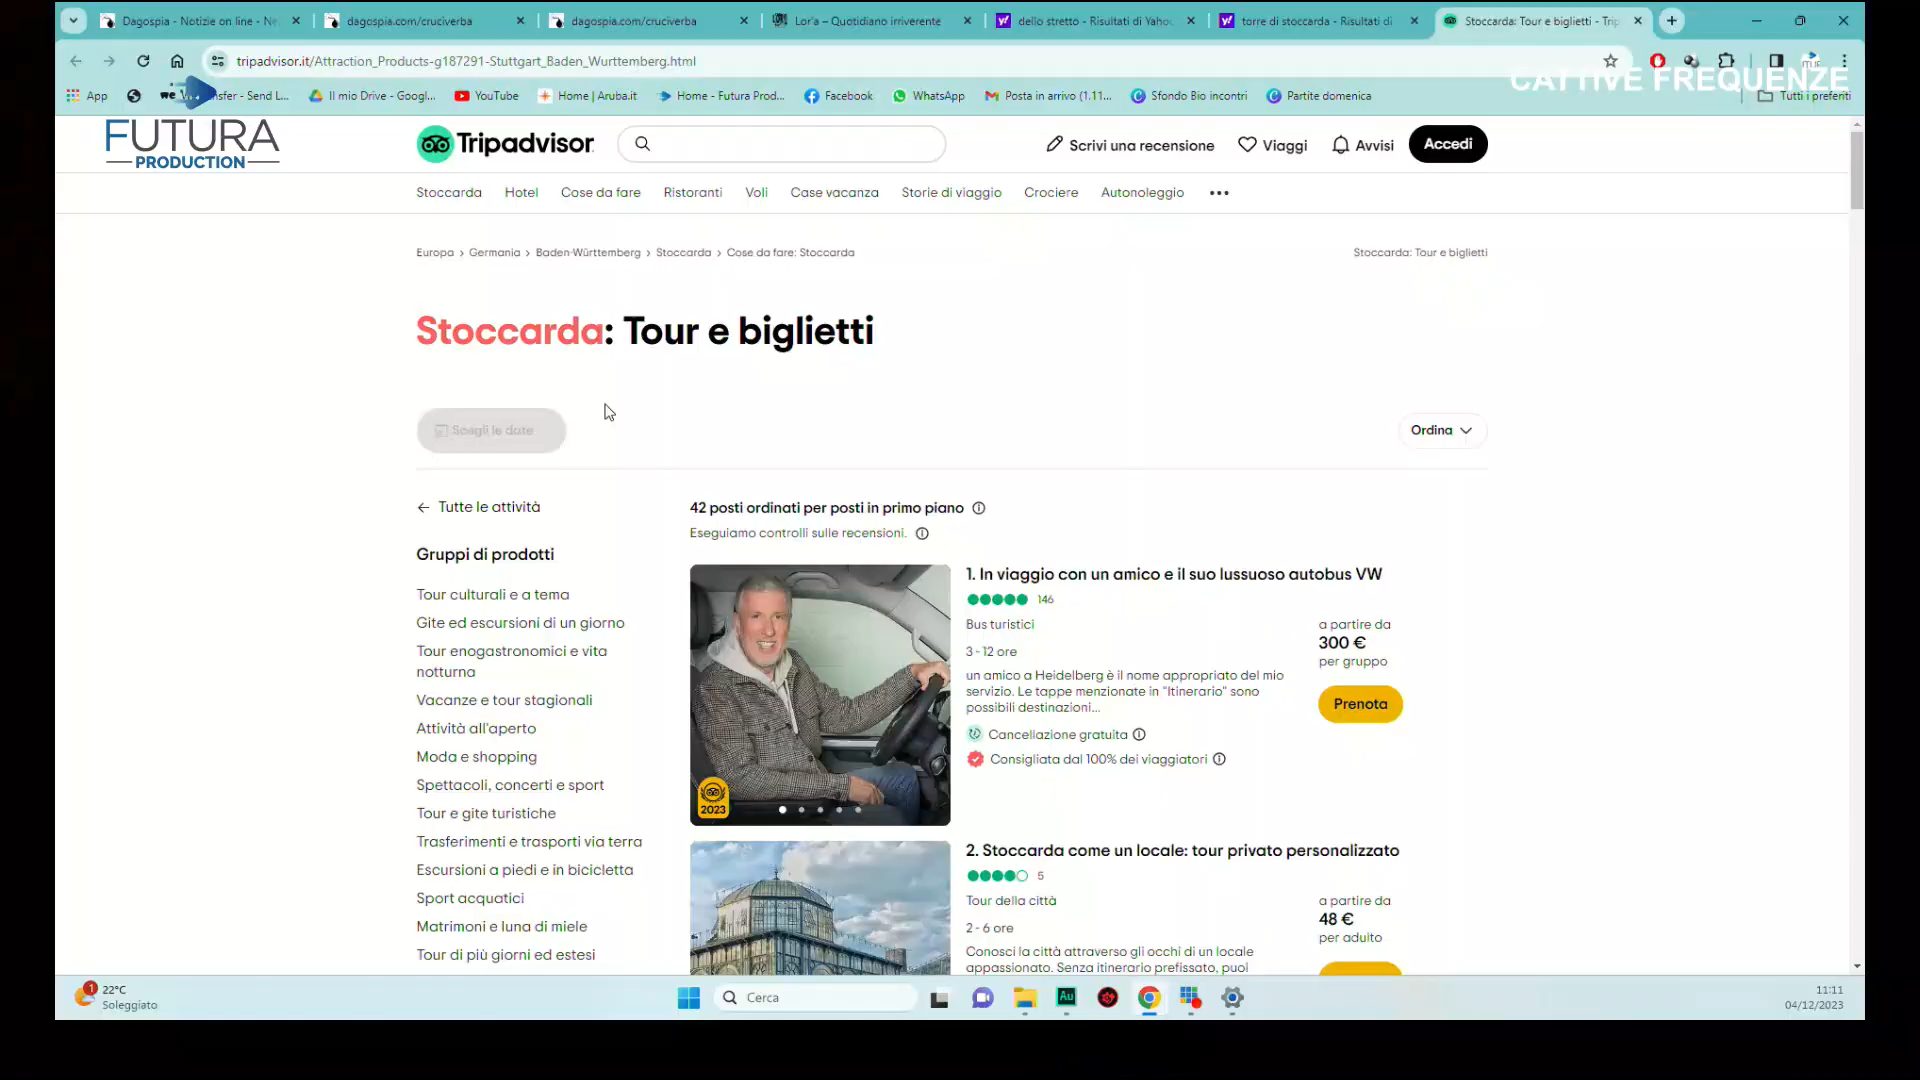 Dagospia - Notizie on line - Ne
dagospia.com/cruciverba
dagospia.com/cruciverba
Lor'a – Quotidiano irriverente
dello stretto - Risultati di Yaho
torre di stoccarda - Risultati di
Stoccarda: Tour e biglietti - Trip
tripadvisor.it/Attraction_Products-g187291-Stuttgart_Baden_Wurttemberg.html
CATTIVE FREQUENZE
App
Il mio Drive - Googl...
YouTube
Home | Aruba.it
Home - Futura Prod...
Facebook
WhatsApp
Posta in arrivo (1.11...
Sfondo Bio incontri
Partite domenica
Tutti i preferiti
FUTURA
PRODUCTION
Tripadvisor
Scrivi una recensione
Viaggi
Avvisi
Accedi
Stoccarda
Hotel
Cose da fare
Ristoranti
Voli
Case vacanza
Storie di viaggio
Crociere
Autonoleggio
Europa › Germania › Baden-Württemberg › Stoccarda › Cose da fare: Stoccarda
Stoccarda: Tour e biglietti
Stoccarda: Tour e biglietti
Scegli le date
Ordina
Tutte le attività
Gruppi di prodotti
Tour culturali e a tema
Gite ed escursioni di un giorno
Tour enogastronomici e vita
notturna
Vacanze e tour stagionali
Attività all'aperto
Moda e shopping
Spettacoli, concerti e sport
Tour e gite turistiche
Trasferimenti e trasporti via terra
Escursioni a piedi e in bicicletta
Sport acquatici
Matrimoni e luna di miele
Tour di più giorni ed estesi
42 posti ordinati per posti in primo piano
Eseguiamo controlli sulle recensioni.
2023
1. In viaggio con un amico e il suo lussuoso autobus VW
146
Bus turistici
3 - 12 ore
un amico a Heidelberg è il nome appropriato del mio
servizio. Le tappe menzionate in "Itinerario" sono
possibili destinazioni...
Cancellazione gratuita
Consigliata dal 100% dei viaggiatori
a partire da
300 €
per gruppo
Prenota
2. Stoccarda come un locale: tour privato personalizzato
5
Tour della città
2 - 6 ore
Conosci la città attraverso gli occhi di un locale
appassionato. Senza itinerario prefissato, puoi
a partire da
48 €
per adulto
1
22°C
Soleggiato
Cerca
Au
11:11
04/12/2023